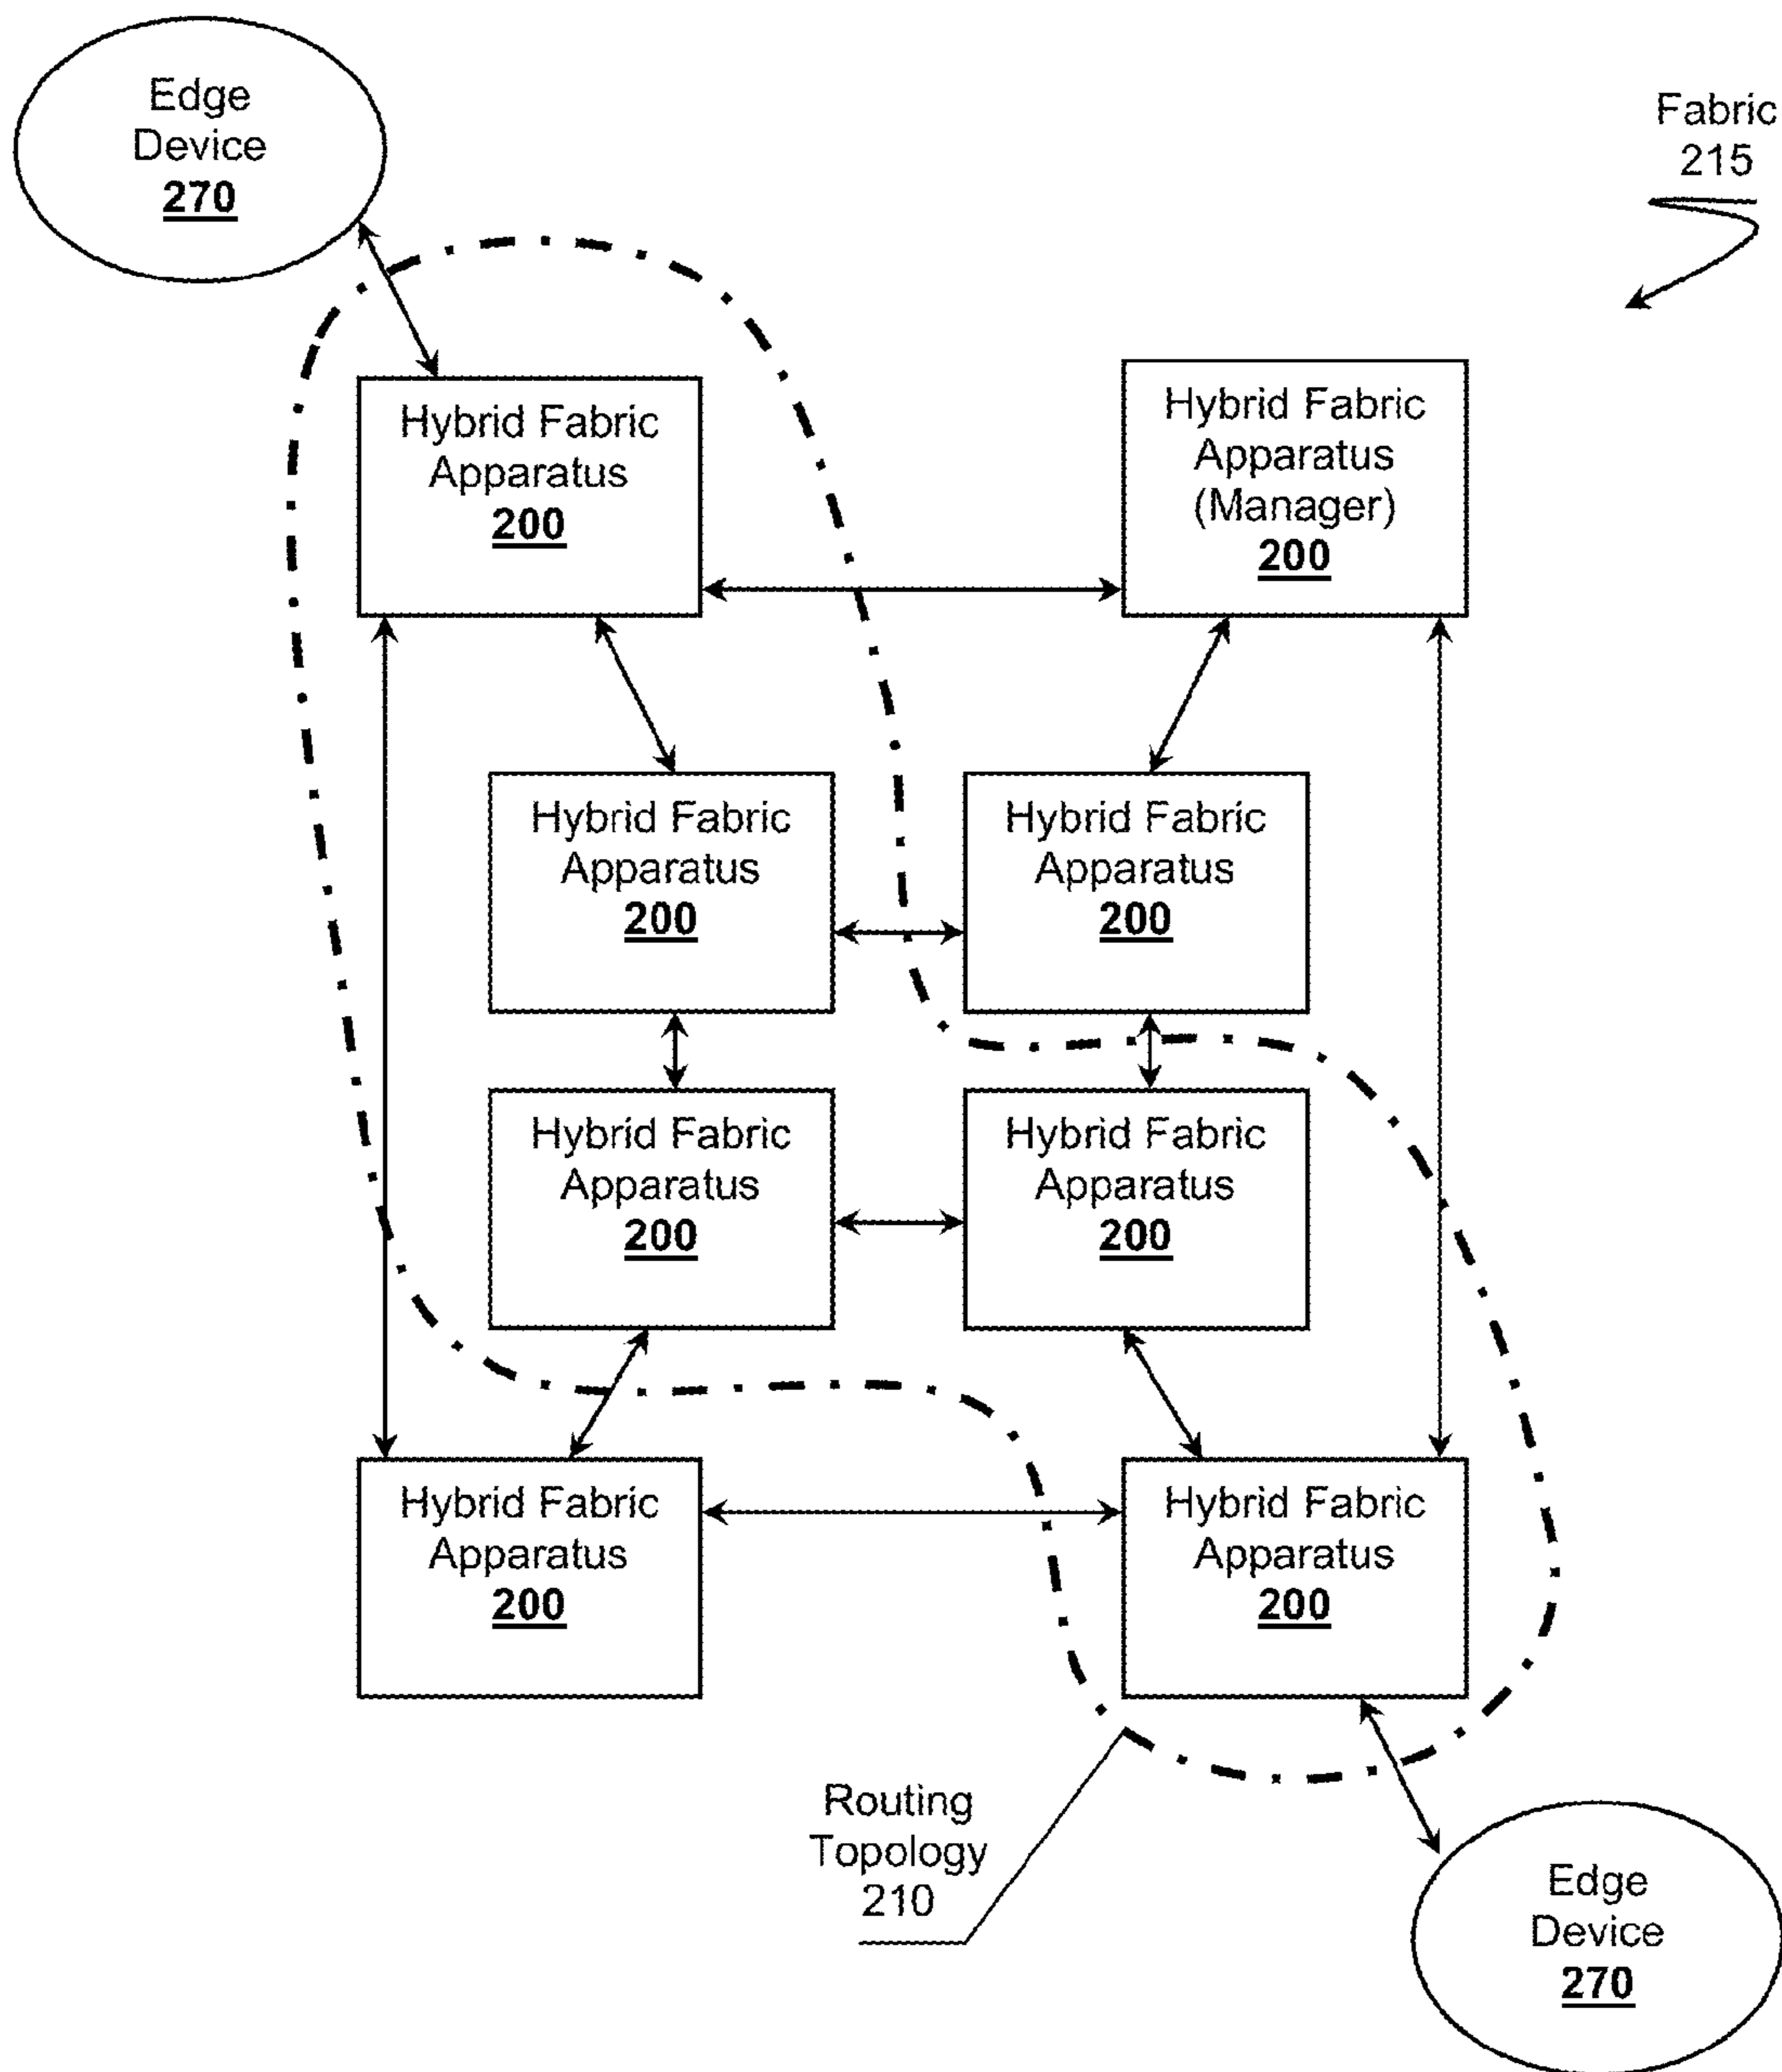 Edge
Device
270
Fabric
215
Hybrid Fabric
Apparatus
200
Hybrid Fabric
Apparatus
(Manager)
200
Hybrid Fabric
Apparatus
200
Hybrid Fabric
Apparatus
200
Hybrid Fabric
Apparatus
200
Hybrid Fabric
Apparatus
200
Hybrid Fabric
Apparatus
200
Hybrid Fabric
Apparatus
200
Routing
Topology
210
Edge
Device
270